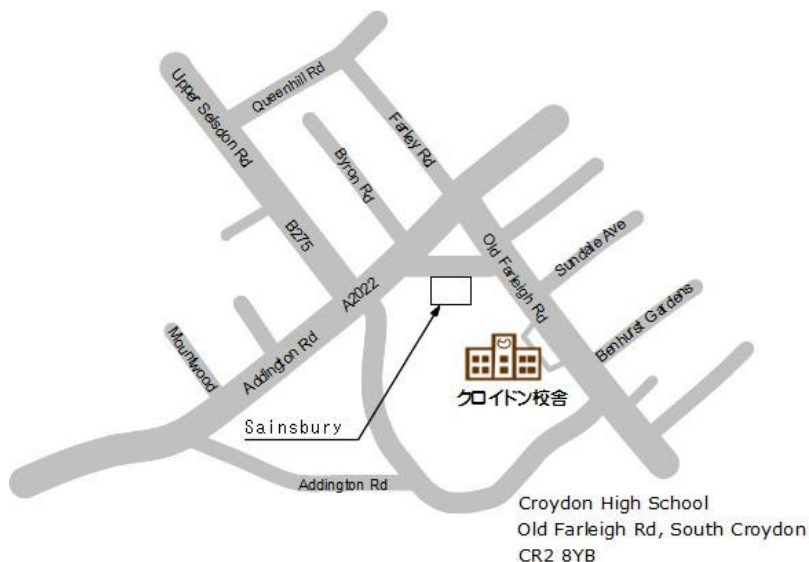 Queenhill Rd
Upper Selsdon Rd
Farley Rd
Byron Rd
B275
Old Farleigh Rd
Sundale Ave
A2022
Benhurst Gardens
Mountwood
Addington Rd
クロイドン校舎
Sainsbury
Addington Rd
Croydon High School
Old Farleigh Rd, South Croydon
CR2 8YB